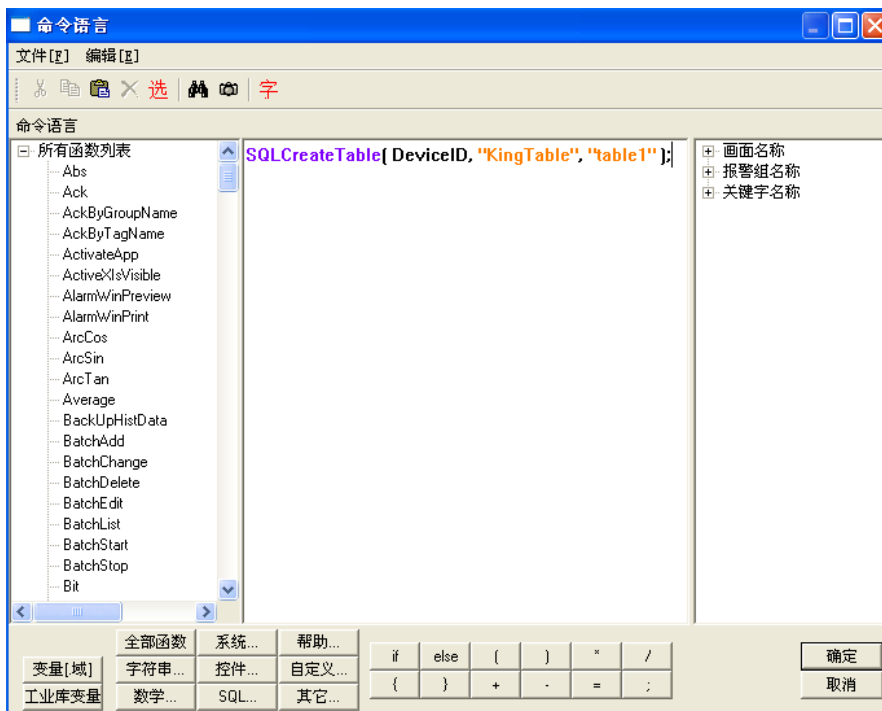 命令语言
文件[F] 编辑[E]
选 字
命令语言
所有函数列表
Abs
Ack
AckByGroupName
AckByTagName
ActivateApp
ActiveXIsVisible
AlarmWinPreview
AlarmWinPrint
ArcCos
ArcSin
ArcTan
Average
BackUpHistData
BatchAdd
BatchChange
BatchDelete
BatchEdit
BatchList
BatchStart
BatchStop
Bit
SQLCreateTable( DeviceID, "KingTable", "table1" );
画面名称
报警组名称
关键字名称
全部函数 系统... 帮助...
变量[.域] 字符串... 控件... 自定义...
工业库变量 数学... SQL... 其它...
if else ( ) * /
{ } + - = ;
确定
取消